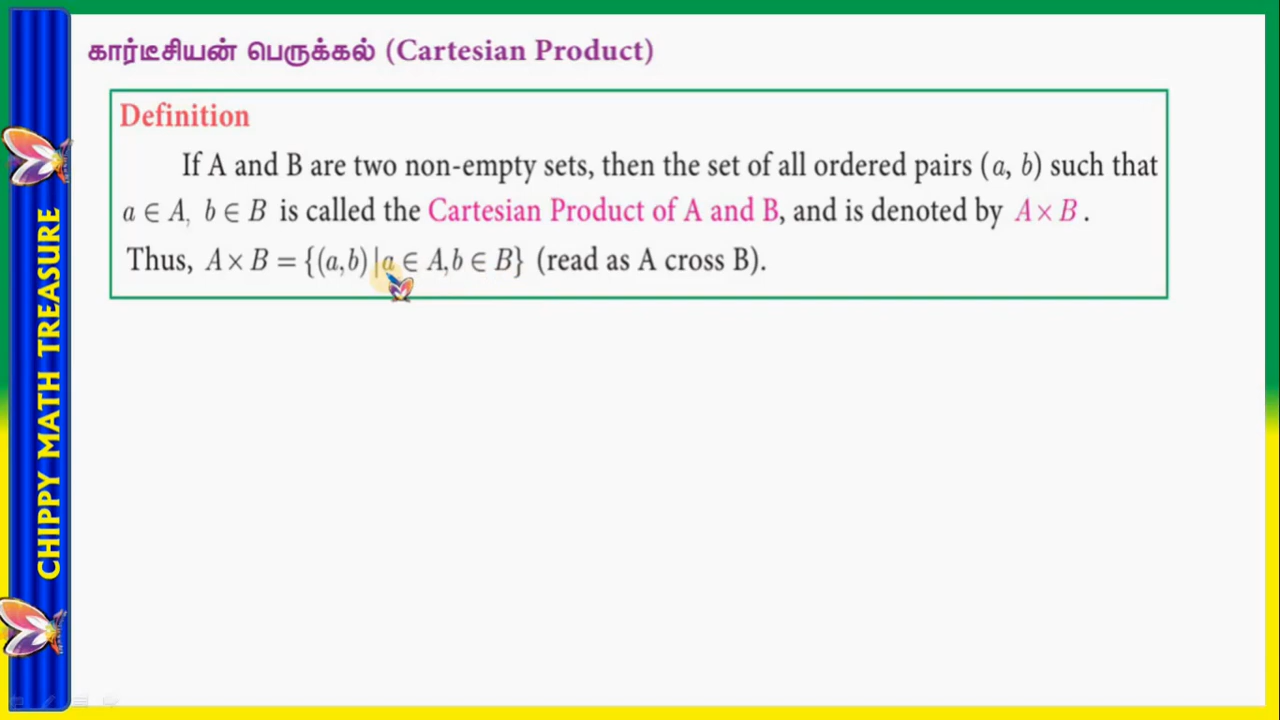 கார்டீசியன் பெருக்கல் (Cartesian Product)
Definition
If A and B are two non-empty sets, then the set of all ordered pairs (a, b) such that
a ∈ A, b ∈ B is called the Cartesian Product of A and B, and is denoted by A × B .
Thus, A × B = {(a,b) | a ∈ A,b ∈ B} (read as A cross B).
CHIPPY MATH TREASURE